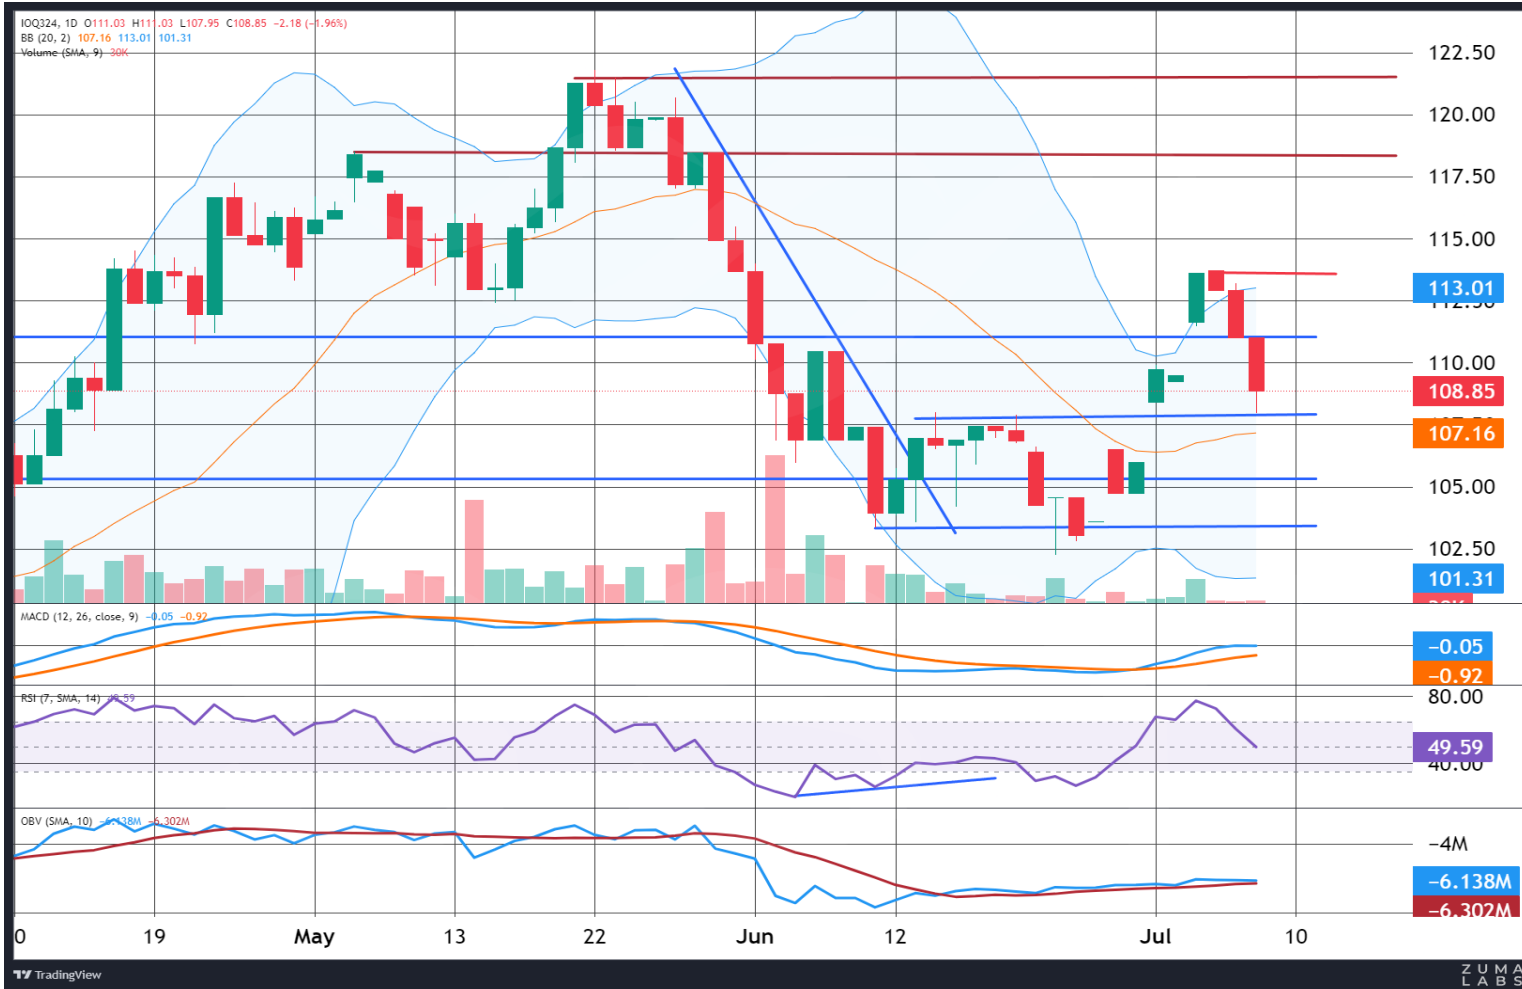 IOQ324, 1D O111.03 H111.03 L107.95 C108.85 −2.18 (−1.96%)
BB (20, 2) 107.16 113.01 101.31
Volume (SMA, 9) 30K
122.50
120.00
117.50
115.00
113.01
112.50
110.00
108.85
107.16
105.00
102.50
101.31
MACD (12, 26, close, 9) −0.05 −0.92
−0.05
−0.92
RSI (7, SMA, 14) 49.59
80.00
49.59
40.00
OBV (SMA, 10) −6.138M −6.302M
−4M
−6.138M
−6.302M
0 19 May 13 22 Jun 12 Jul 10
TradingView
ZUMA
LABS